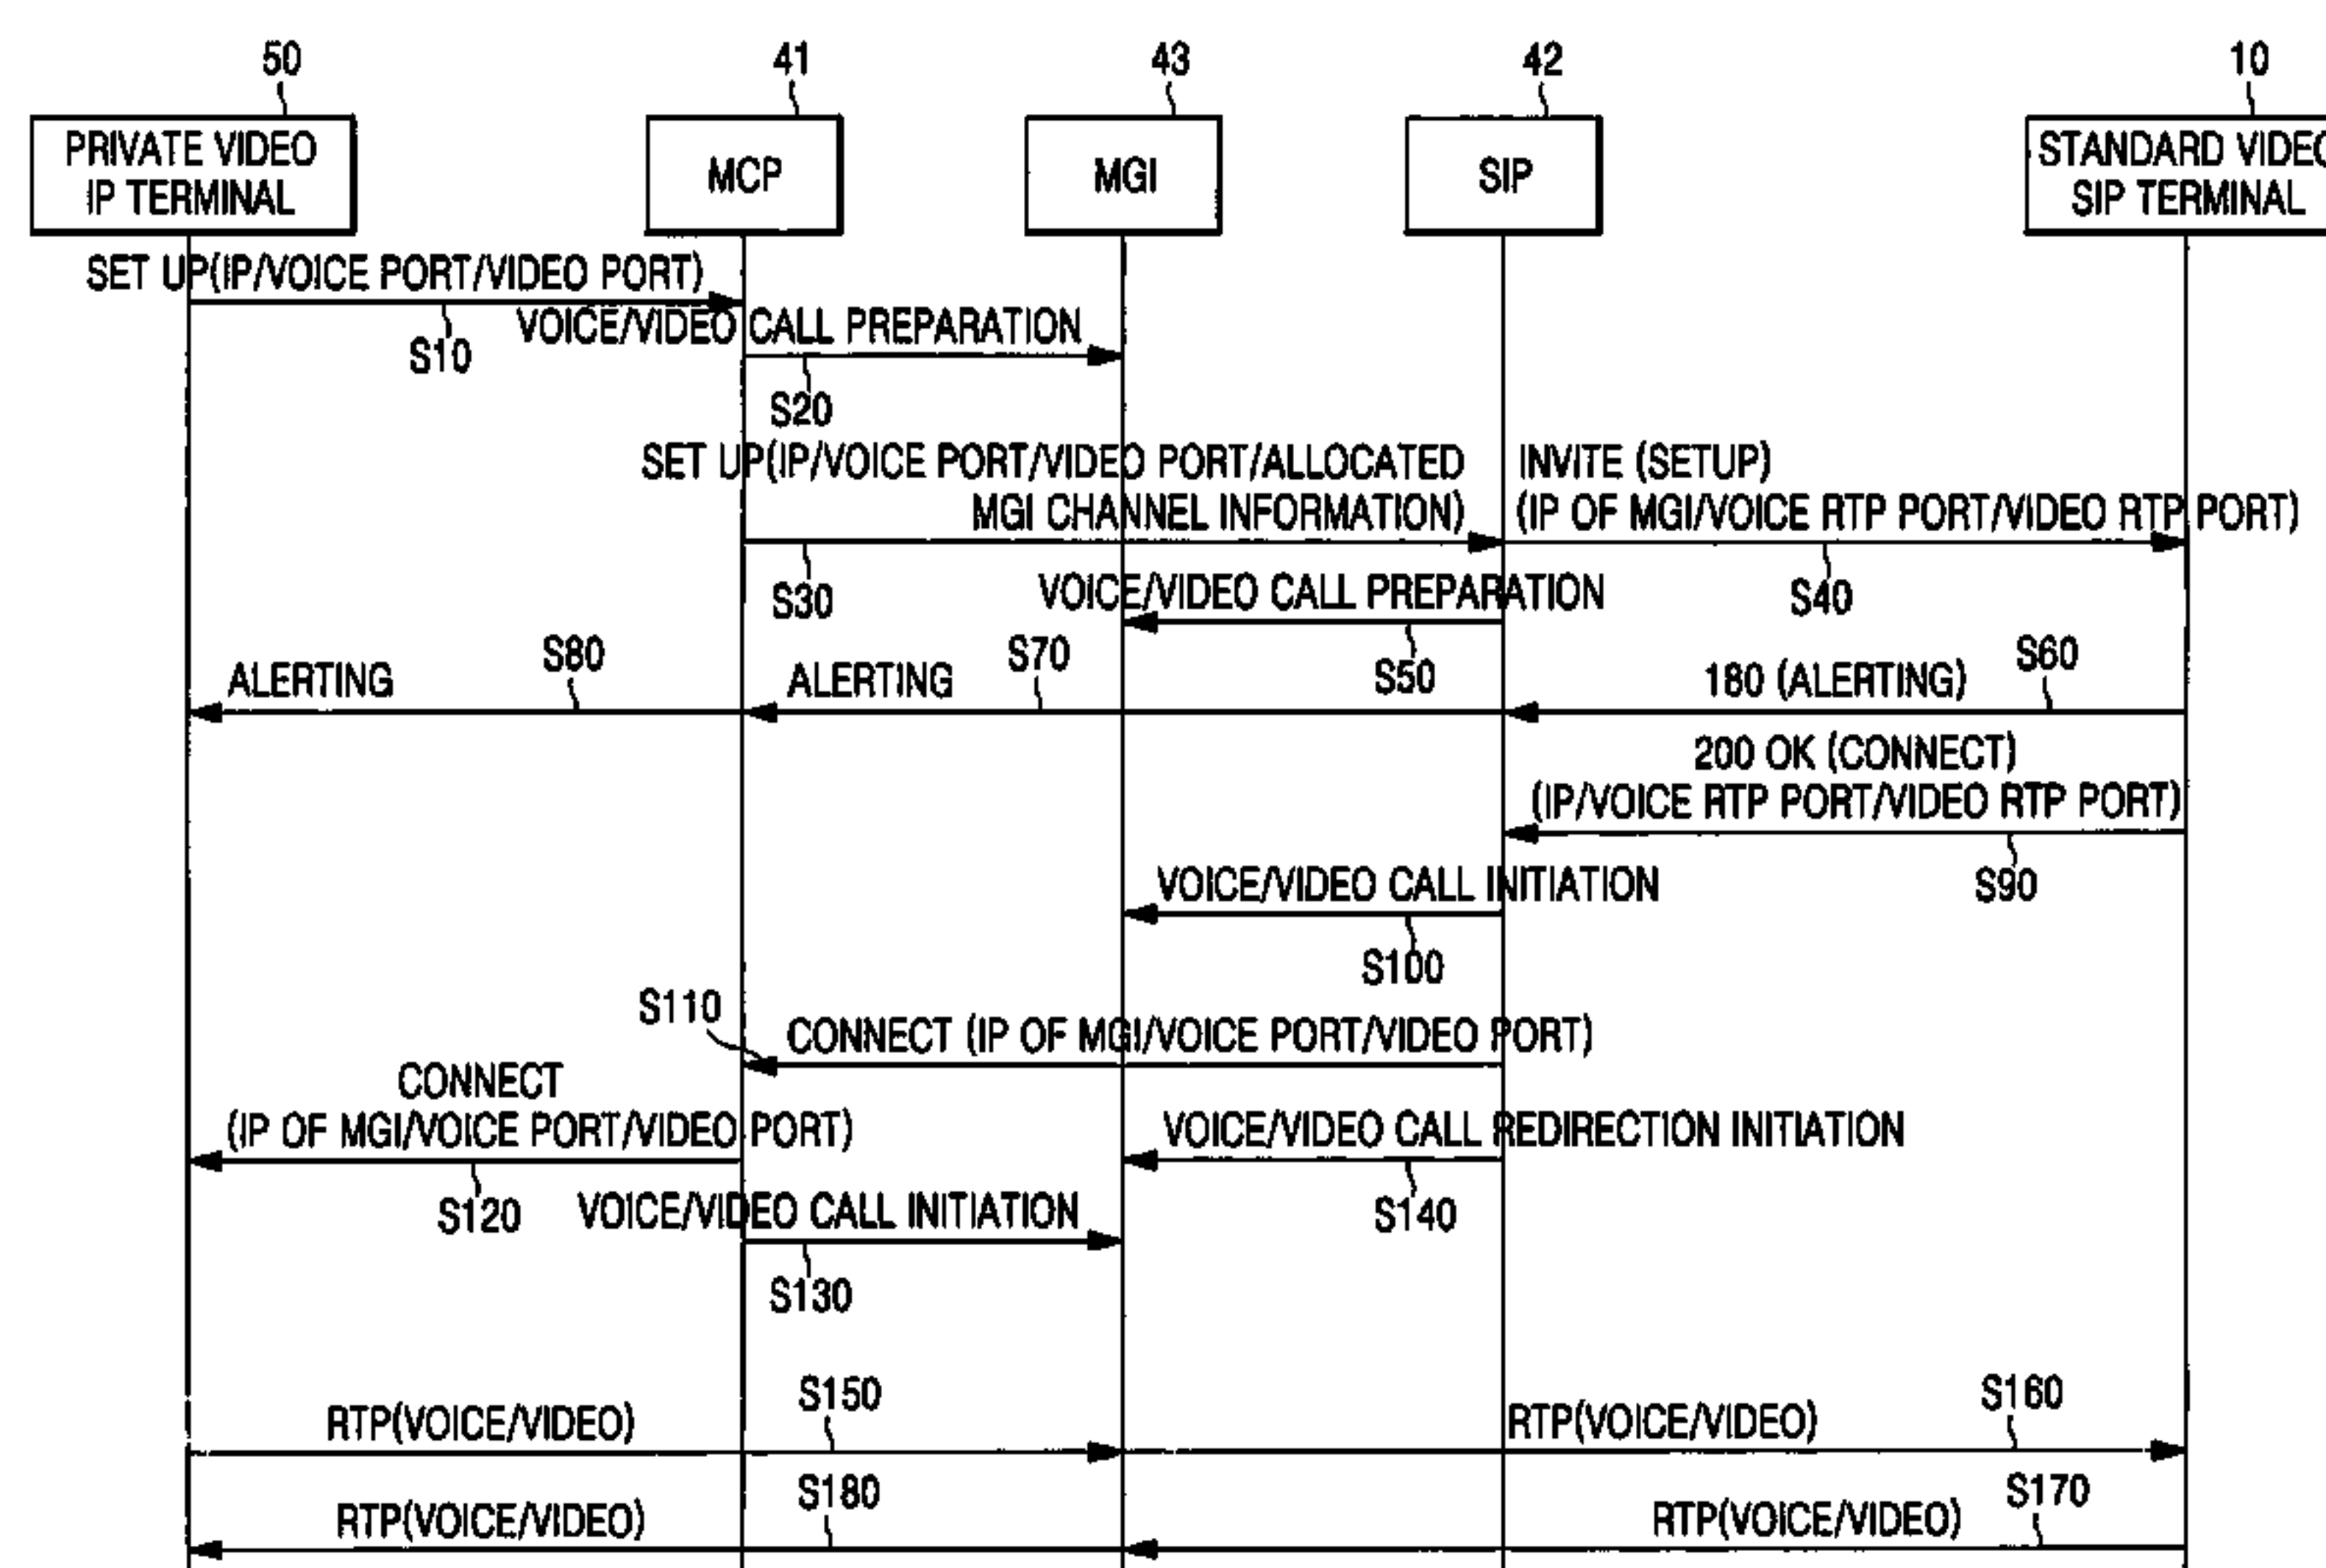 50
41
43
42
10
PRIVATE VIDEO
IP TERMINAL
MCP
MGI
SIP
STANDARD VIDEO
SIP TERMINAL
SET UP(IP/VOICE PORT/VIDEO PORT)
S10
VOICE/VIDEO CALL PREPARATION
S20
SET UP(IP/VOICE PORT/VIDEO PORT/ALLOCATED
MGI CHANNEL INFORMATION)
S30
INVITE (SETUP)
(IP OF MGI/VOICE RTP PORT/VIDEO RTP PORT)
S40
VOICE/VIDEO CALL PREPARATION
S50
180 (ALERTING)
S60
ALERTING
S70
ALERTING
S80
200 OK (CONNECT)
(IP/VOICE RTP PORT/VIDEO RTP PORT)
S90
VOICE/VIDEO CALL INITIATION
S100
S110
CONNECT (IP OF MGI/VOICE PORT/VIDEO PORT)
CONNECT
(IP OF MGI/VOICE PORT/VIDEO PORT)
S120
VOICE/VIDEO CALL REDIRECTION INITIATION
S140
VOICE/VIDEO CALL INITIATION
S130
RTP(VOICE/VIDEO)
S150
RTP(VOICE/VIDEO)
S160
RTP(VOICE/VIDEO)
S180
RTP(VOICE/VIDEO)
S170